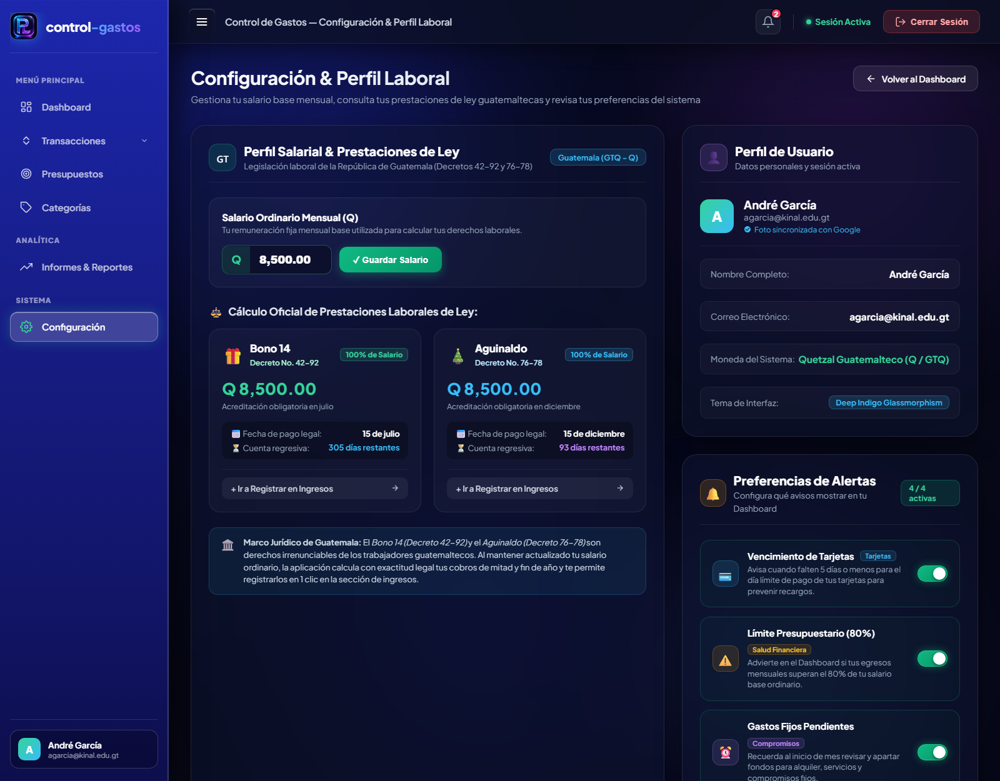 control-gastos
MENÚ PRINCIPAL
Dashboard
Transacciones
Presupuestos
Categorías
ANALÍTICA
Informes & Reportes
SISTEMA
Configuración
A
André García
agarcia@kinal.edu.gt
Control de Gastos — Configuración & Perfil Laboral
2
Sesión Activa
Cerrar Sesión
Configuración & Perfil Laboral
Gestiona tu salario base mensual, consulta tus prestaciones de ley guatemaltecas y revisa tus preferencias del sistema
← Volver al Dashboard
GT
Perfil Salarial & Prestaciones de Ley
Legislación laboral de la República de Guatemala (Decretos 42-92 y 76-78)
Guatemala (GTQ - Q)
Salario Ordinario Mensual (Q)
Tu remuneración fija mensual base utilizada para calcular tus derechos laborales.
Q 8,500.00
✓ Guardar Salario
Cálculo Oficial de Prestaciones Laborales de Ley:
Bono 14
Decreto No. 42-92
100% de Salario
Q 8,500.00
Acreditación obligatoria en julio
Fecha de pago legal: 15 de julio
Cuenta regresiva: 305 días restantes
+ Ir a Registrar en Ingresos →
Aguinaldo
Decreto No. 76-78
100% de Salario
Q 8,500.00
Acreditación obligatoria en diciembre
Fecha de pago legal: 15 de diciembre
Cuenta regresiva: 93 días restantes
+ Ir a Registrar en Ingresos →
Marco Jurídico de Guatemala: El Bono 14 (Decreto 42-92) y el Aguinaldo (Decreto 76-78) son
derechos irrenunciables de los trabajadores guatemaltecos. Al mantener actualizado tu salario
ordinario, la aplicación calcula con exactitud legal tus cobros de mitad y fin de año y te permite
registrarlos en 1 clic en la sección de ingresos.
Perfil de Usuario
Datos personales y sesión activa
A
André García
agarcia@kinal.edu.gt
Foto sincronizada con Google
Nombre Completo: André García
Correo Electrónico: agarcia@kinal.edu.gt
Moneda del Sistema: Quetzal Guatemalteco (Q / GTQ)
Tema de Interfaz: Deep Indigo Glassmorphism
Preferencias de Alertas
Configura qué avisos mostrar en tu
Dashboard
4 / 4
activas
Vencimiento de Tarjetas Tarjetas
Avisa cuando falten 5 días o menos para el
día límite de pago de tus tarjetas para
prevenir recargos.
Límite Presupuestario (80%)
Salud Financiera
Advierte en el Dashboard si tus egresos
mensuales superan el 80% de tu salario
base ordinario.
Gastos Fijos Pendientes
Compromisos
Recuerda al inicio de mes revisar y apartar
fondos para alquiler, servicios y
compromisos fijos.